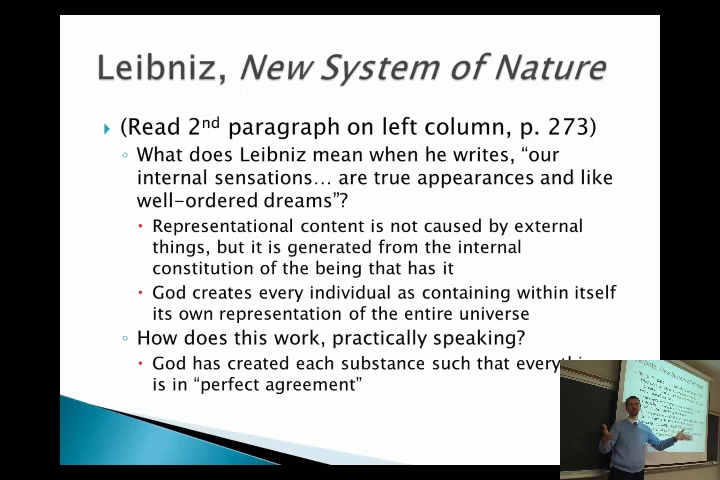 Leibniz, New System of Nature
(Read 2nd paragraph on left column, p. 273)
What does Leibniz mean when he writes, “our
internal sensations… are true appearances and like
well-ordered dreams”?
Representational content is not caused by external
things, but it is generated from the internal
constitution of the being that has it
God creates every individual as containing within itself
its own representation of the entire universe
How does this work, practically speaking?
God has created each substance such that
is in “perfect agreement”